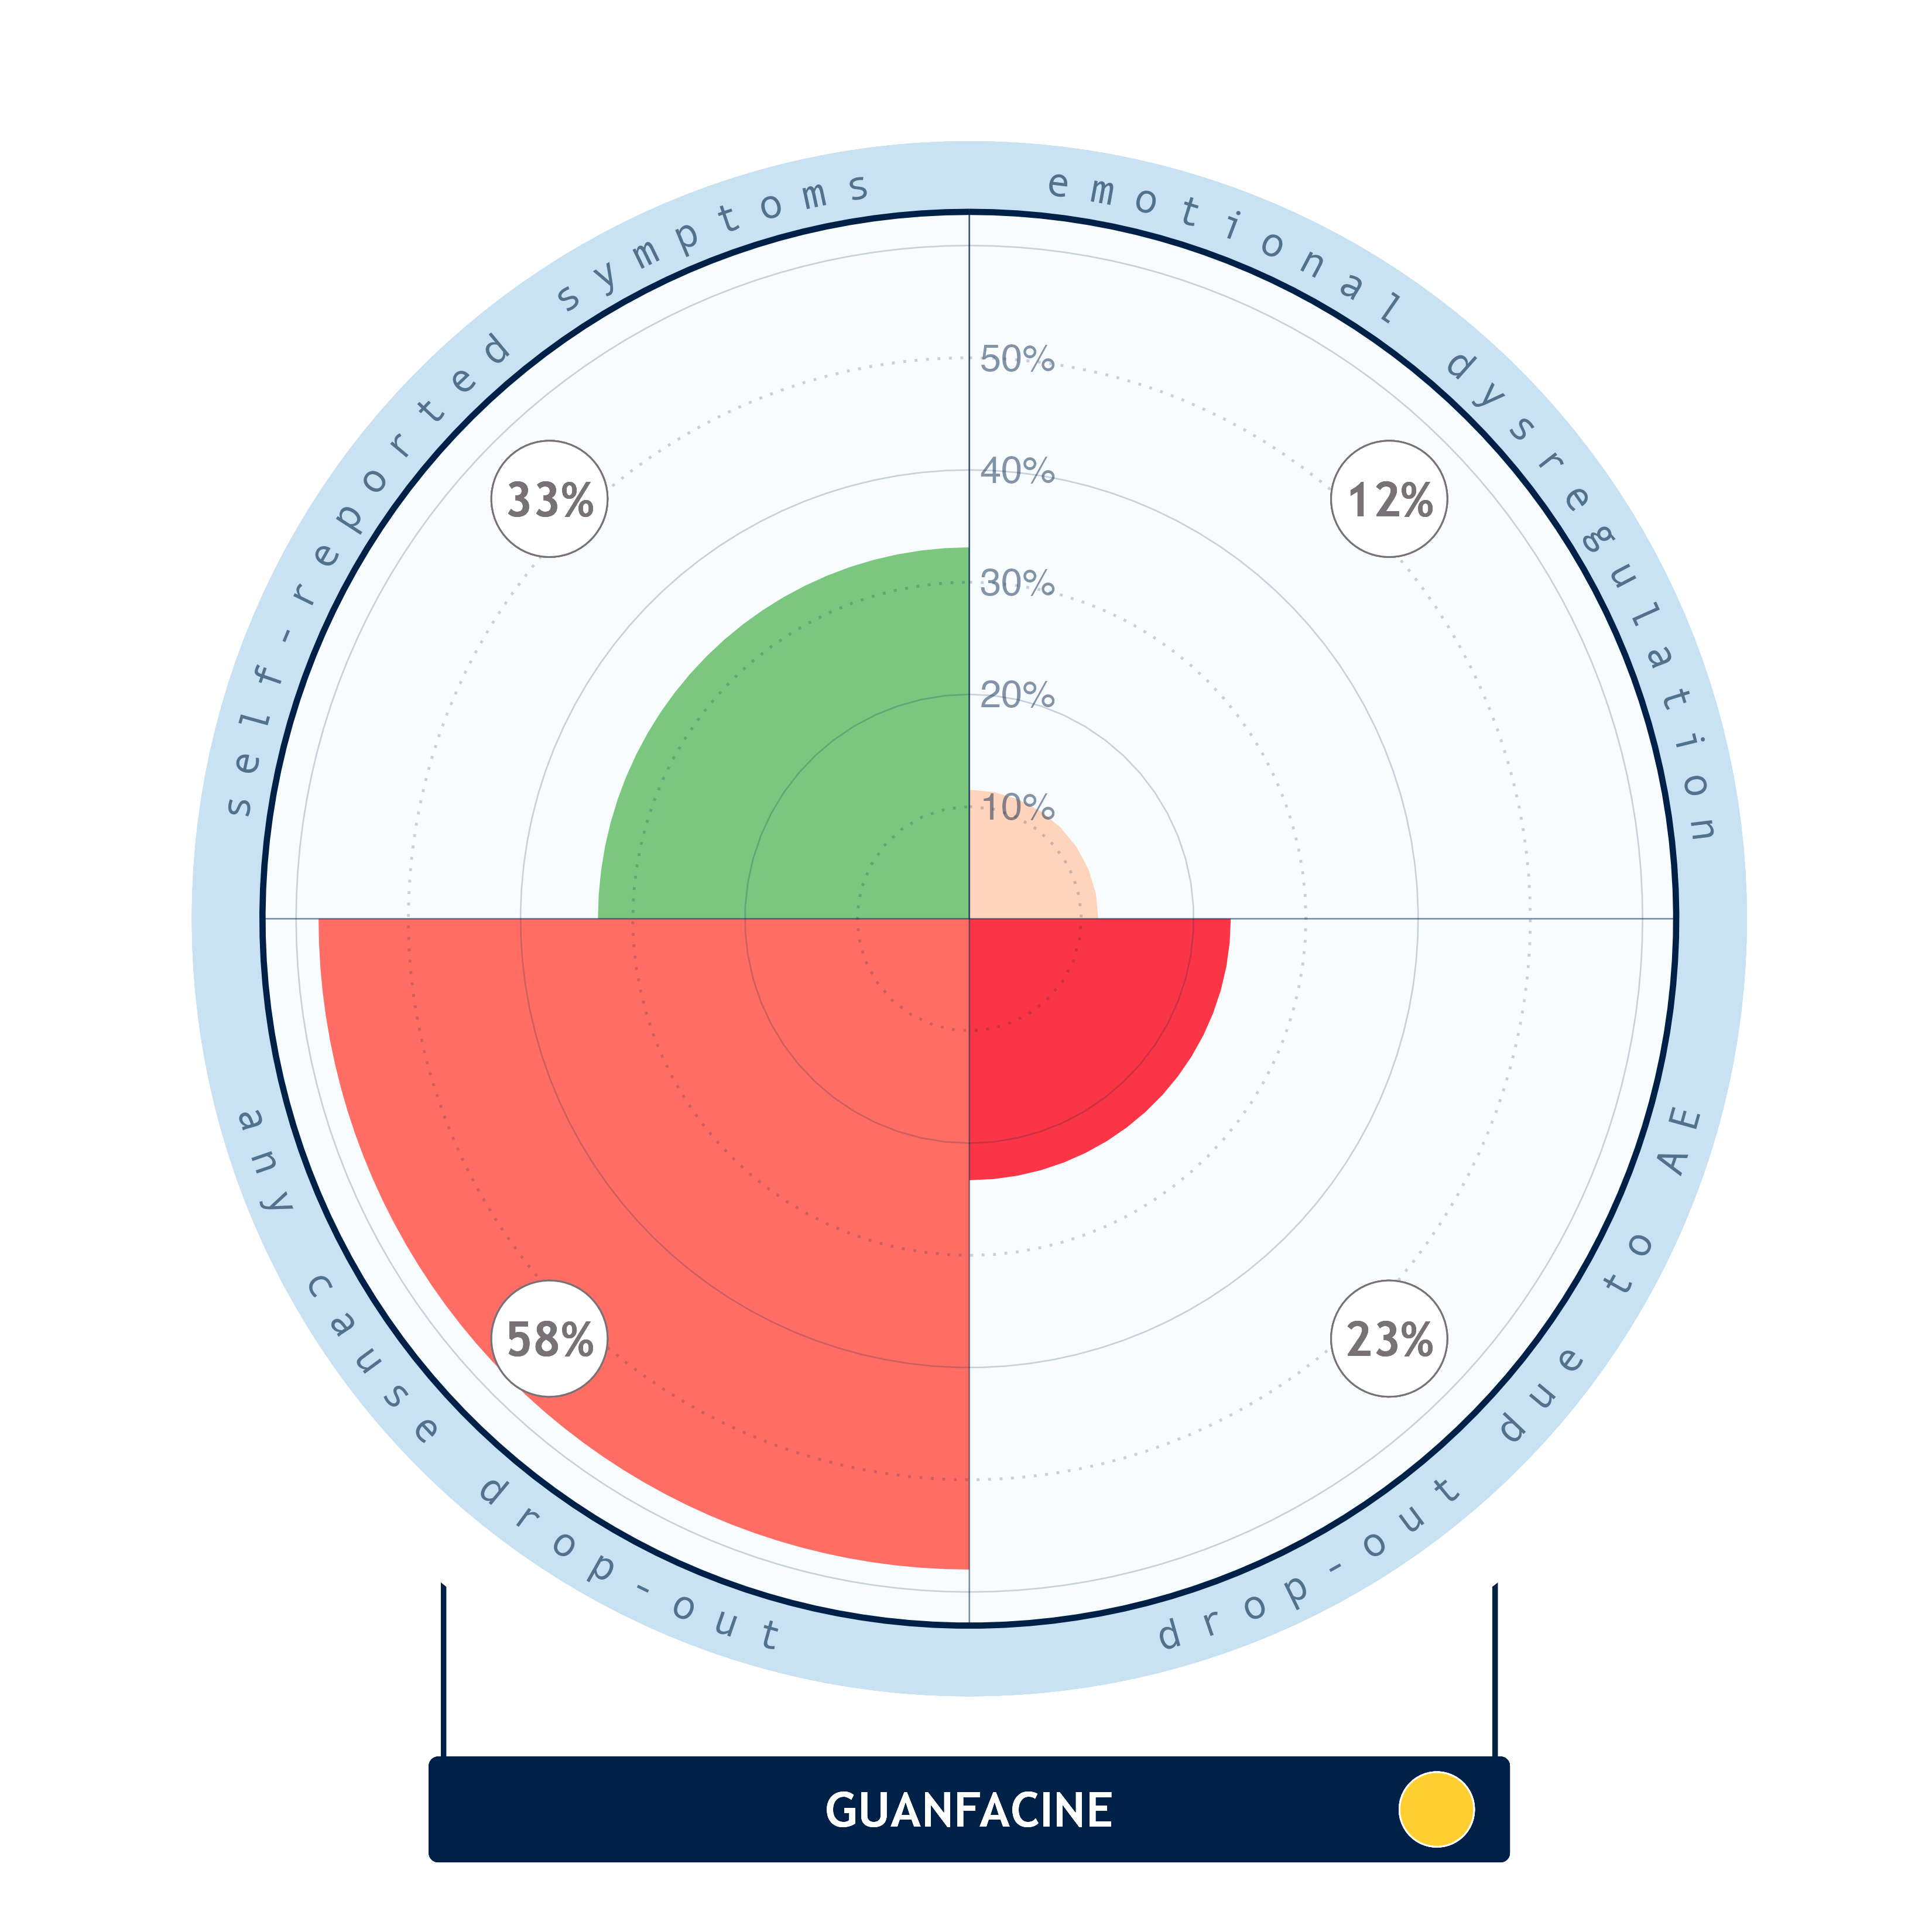 self-reported symptoms
emotional dysregulation
50%
40%
33%
12%
30%
20%
10%
58%
23%
any cause drop-out
drop-out due to AE
GUANFACINE